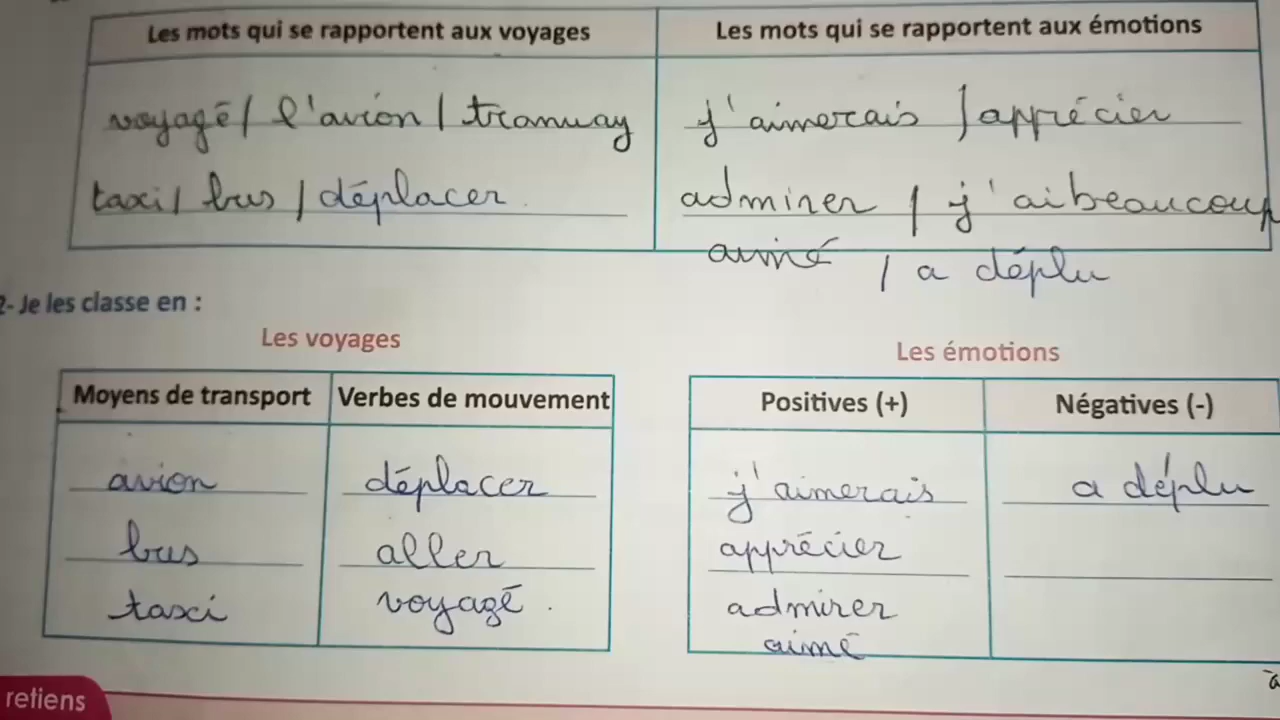 Les mots qui se rapportent aux voyages
Les mots qui se rapportent aux émotions
voyagé / l'avion / tramway
taxi / bus / déplacer
j'aimerais / apprécier
admirer / j'ai beaucoup
aimé / a déplu
2- Je les classe en :
Les voyages
Moyens de transport
Verbes de mouvement
avion
déplacer
bus
aller
taxi
voyagé .
Les émotions
Positives (+)
Négatives (-)
j'aimerais
a déplu
apprécier
admirer
aimé
retiens